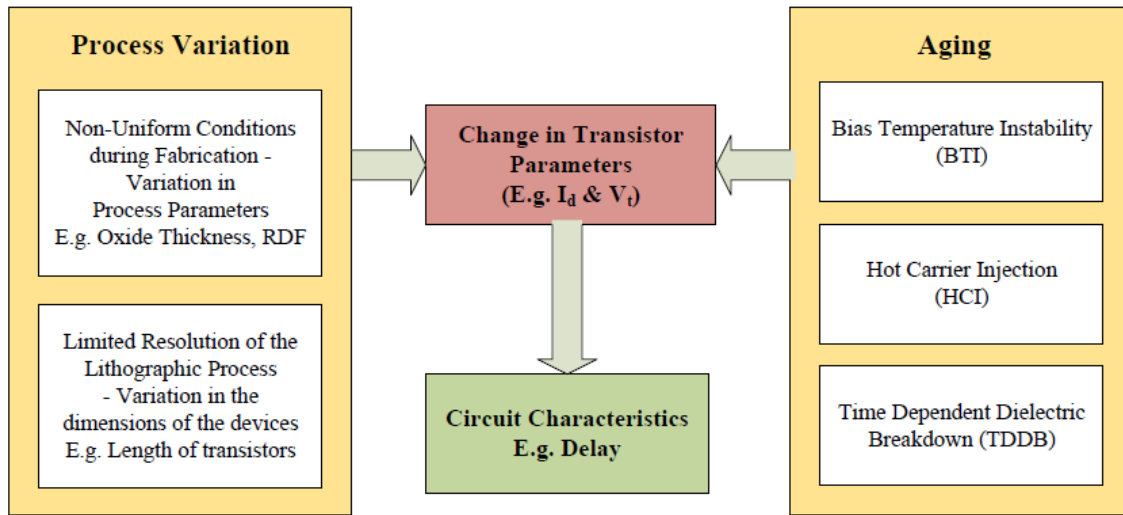 Process Variation
Non-Uniform Conditions
during Fabrication -
Variation in
Process Parameters
E.g. Oxide Thickness, RDF
Limited Resolution of the
Lithographic Process
- Variation in the
dimensions of the devices
E.g. Length of transistors
Change in Transistor
Parameters
(E.g. I_d & V_t)
Circuit Characteristics
E.g. Delay
Aging
Bias Temperature Instability
(BTI)
Hot Carrier Injection
(HCI)
Time Dependent Dielectric
Breakdown (TDDB)